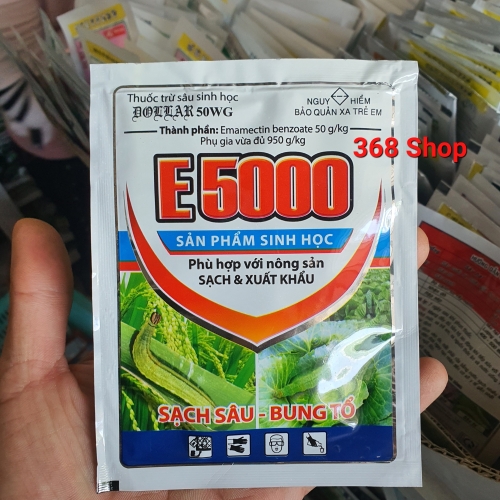 Thuốc trừ sâu sinh học
DOLLAR 50WG
NGUY HIỂM
BẢO QUẢN XA TRẺ EM
Thành phần: Emamectin benzoate 50 g/kg
Phụ gia vừa đủ 950 g/kg
368 Shop
E5000
SẢN PHẨM SINH HỌC
Phù hợp với nông sản
SẠCH & XUẤT KHẨU
SẠCH SÂU - BUNG TỔ